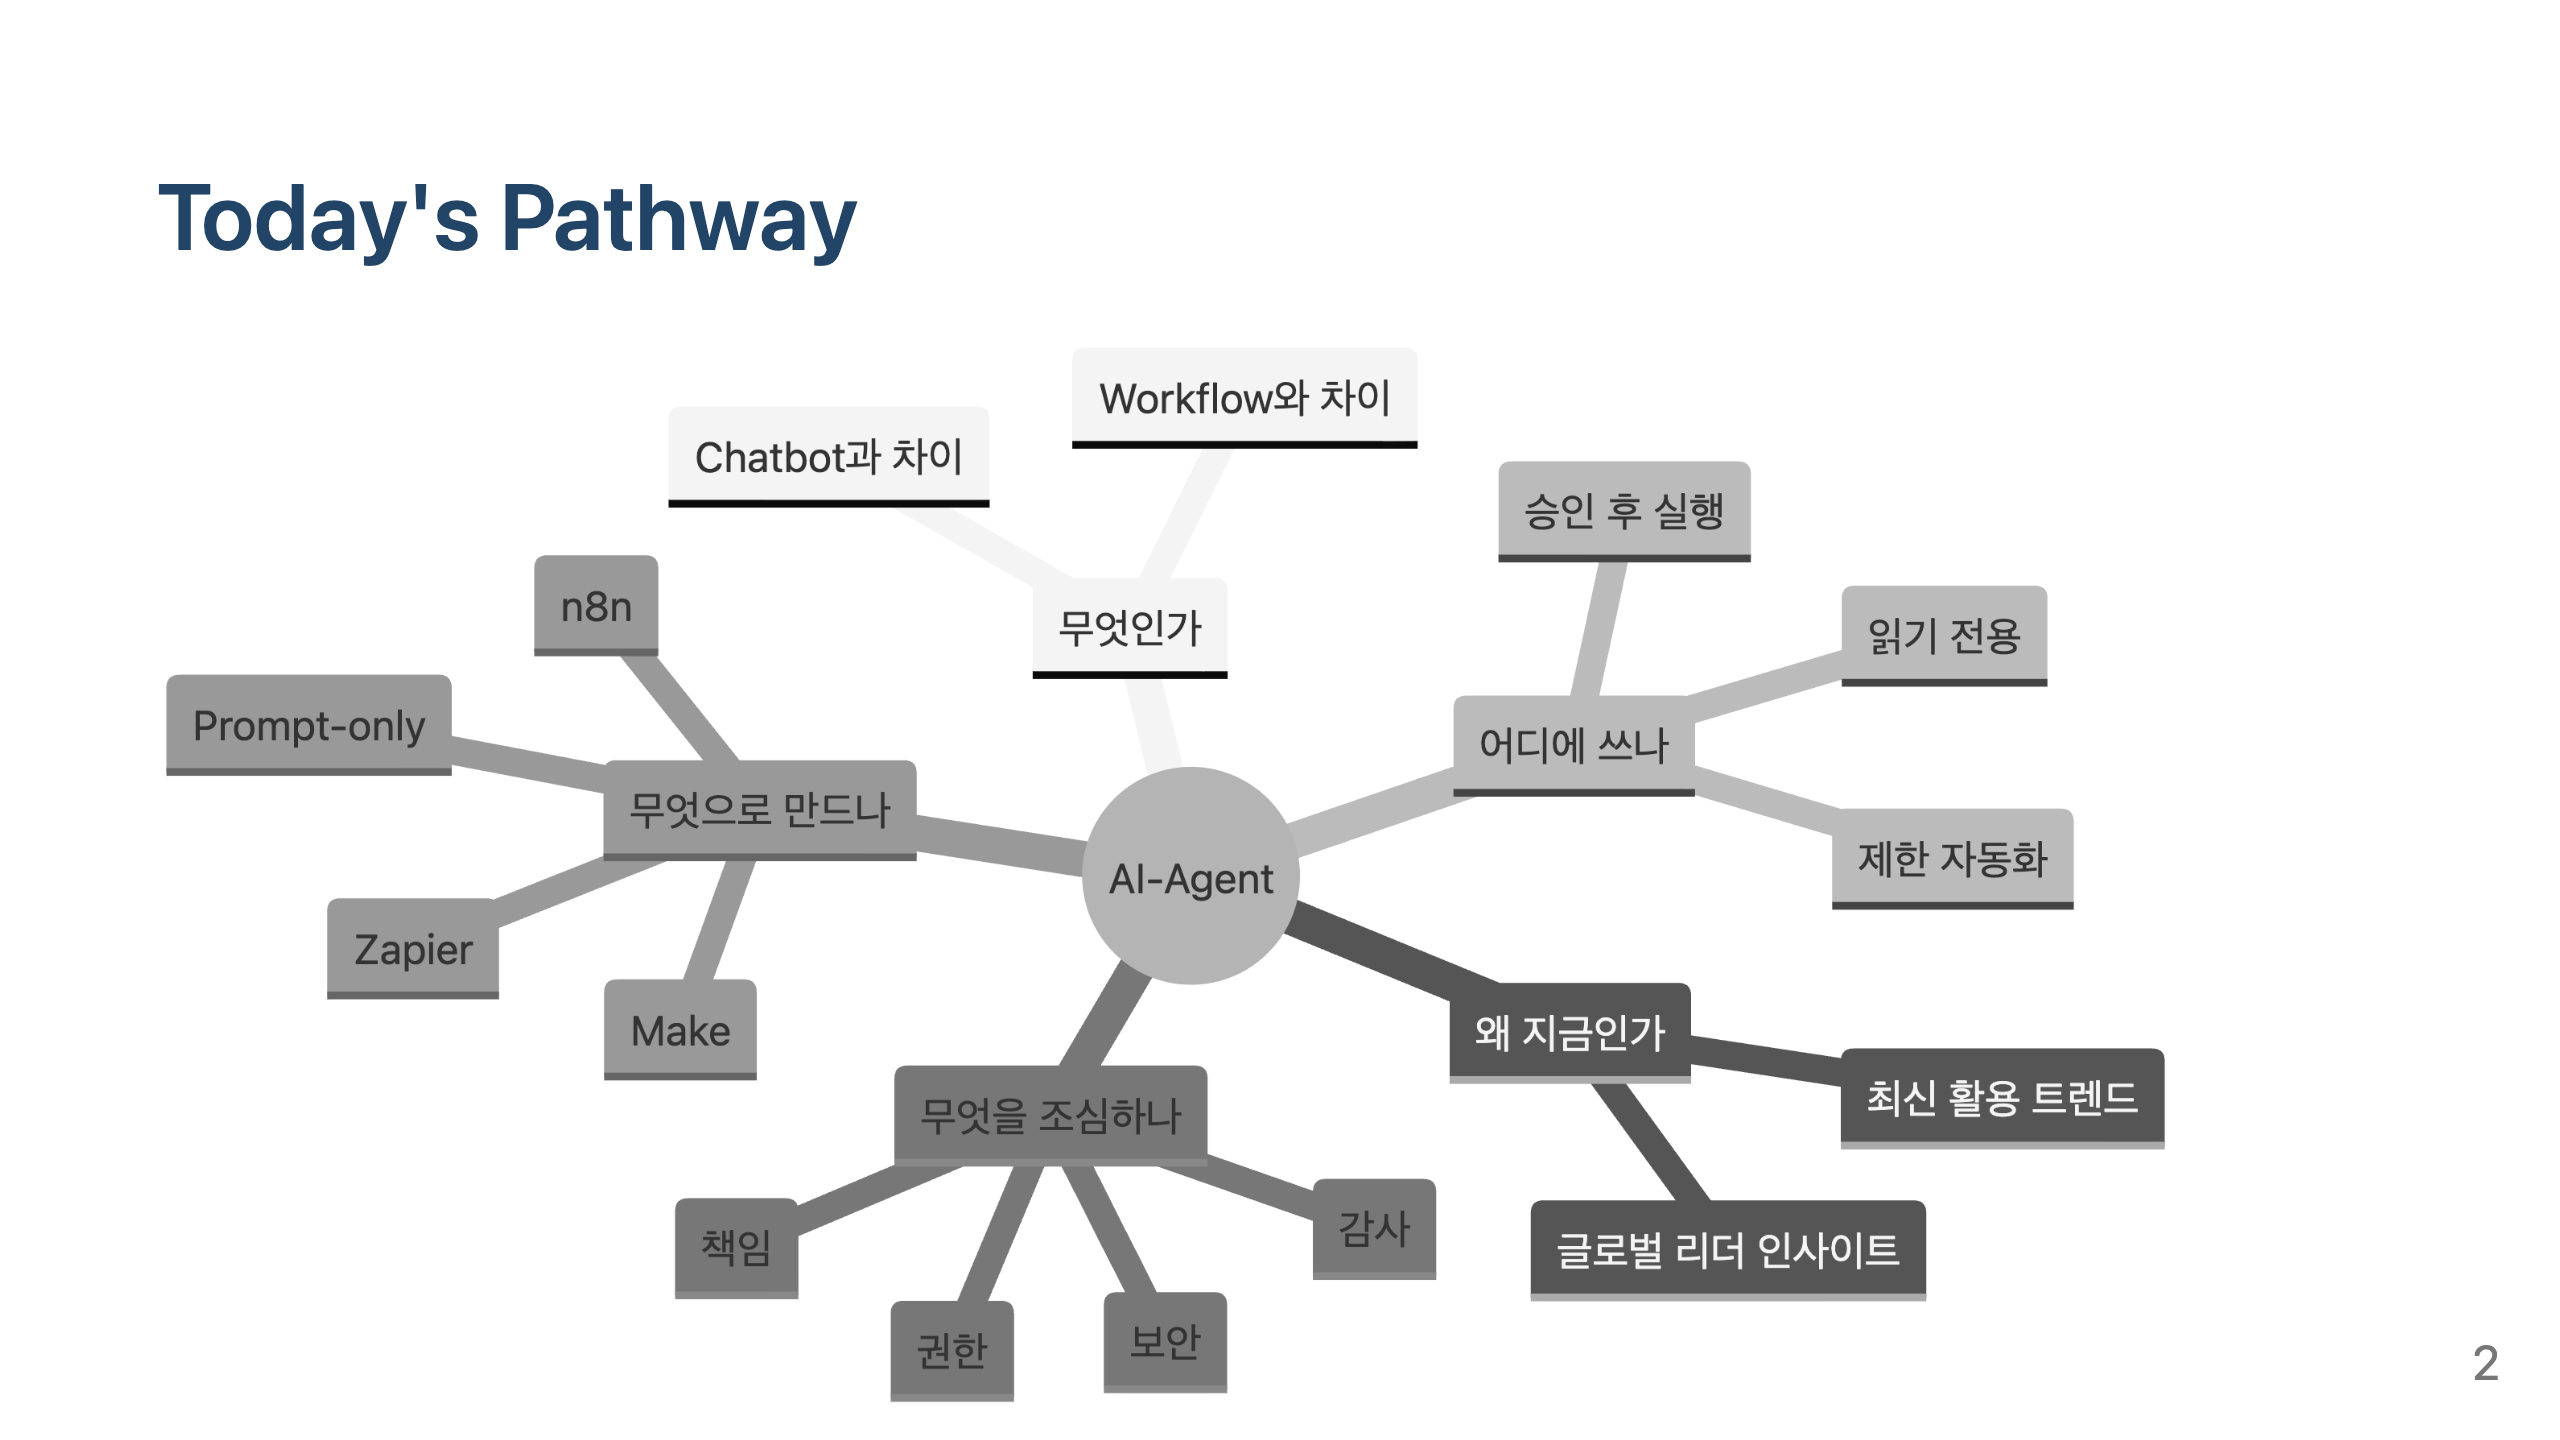 Today's Pathway
Workflow와 차이
Chatbot과 차이
무엇인가
승인 후 실행
읽기 전용
어디에 쓰나
제한 자동화
n8n
Prompt-only
무엇으로 만드나
Zapier
Make
AI-Agent
왜 지금인가
최신 활용 트렌드
글로벌 리더 인사이트
무엇을 조심하나
책임
권한
보안
감사
2